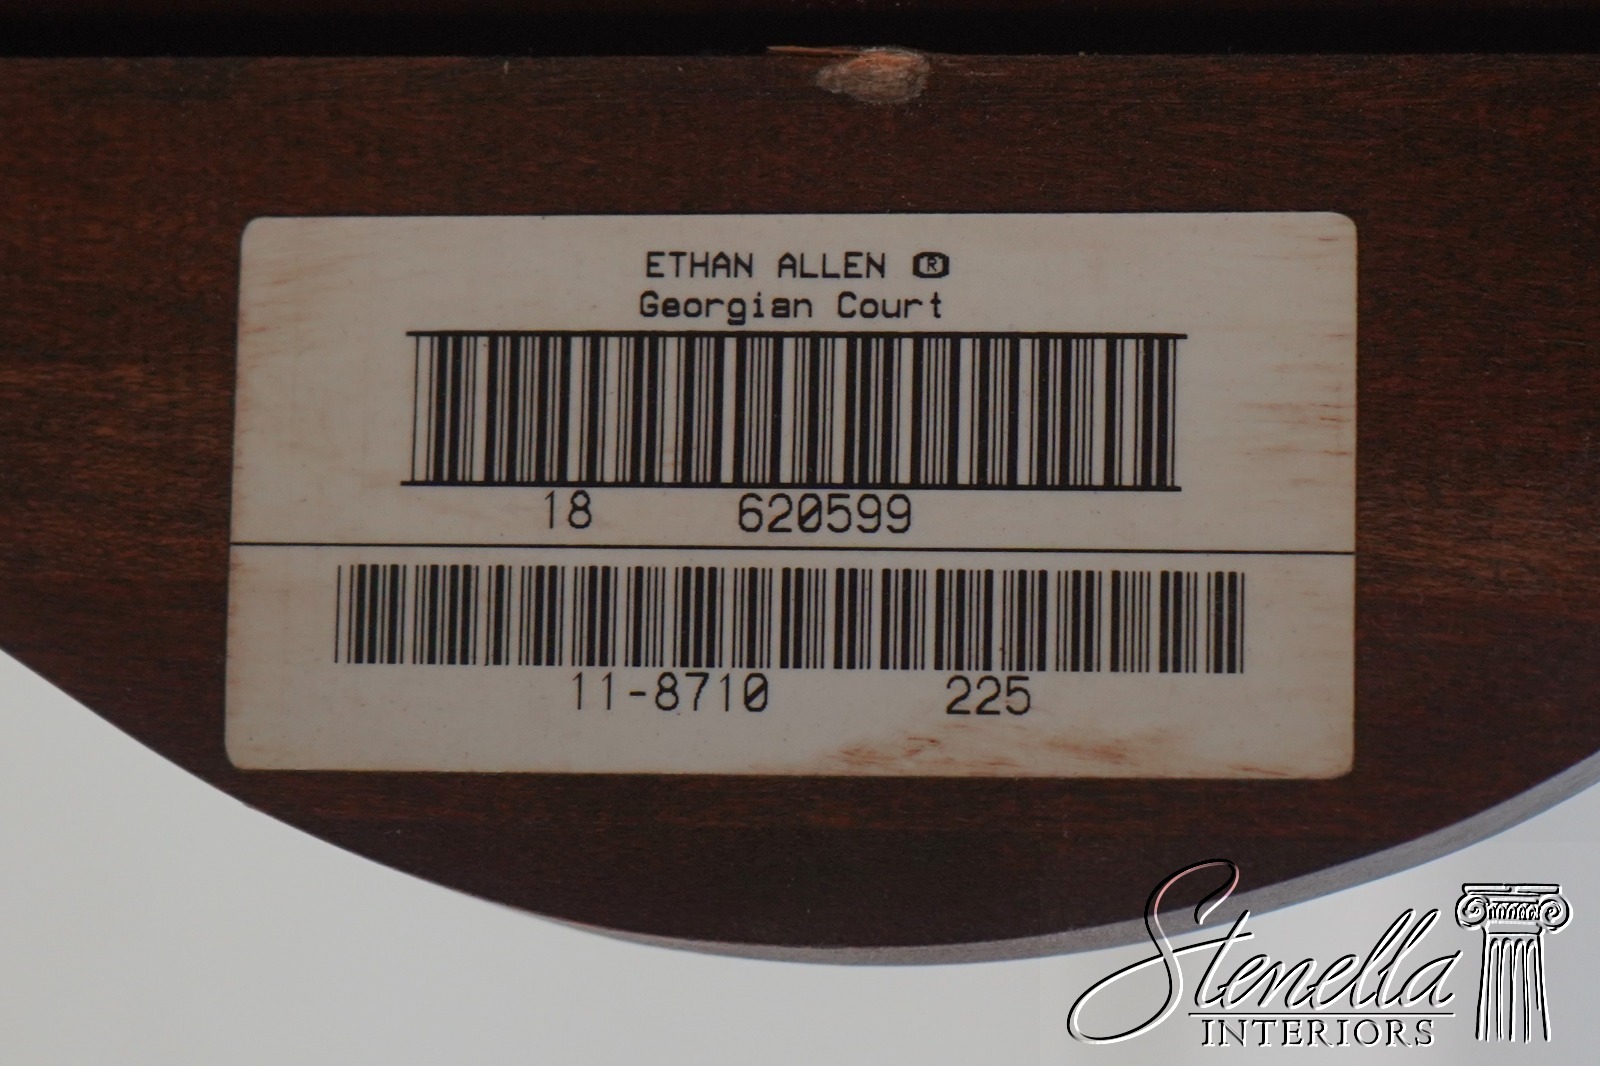 ETHAN ALLEN ®
Georgian Court
18 620599
11-8710 225
Stenella
INTERIORS